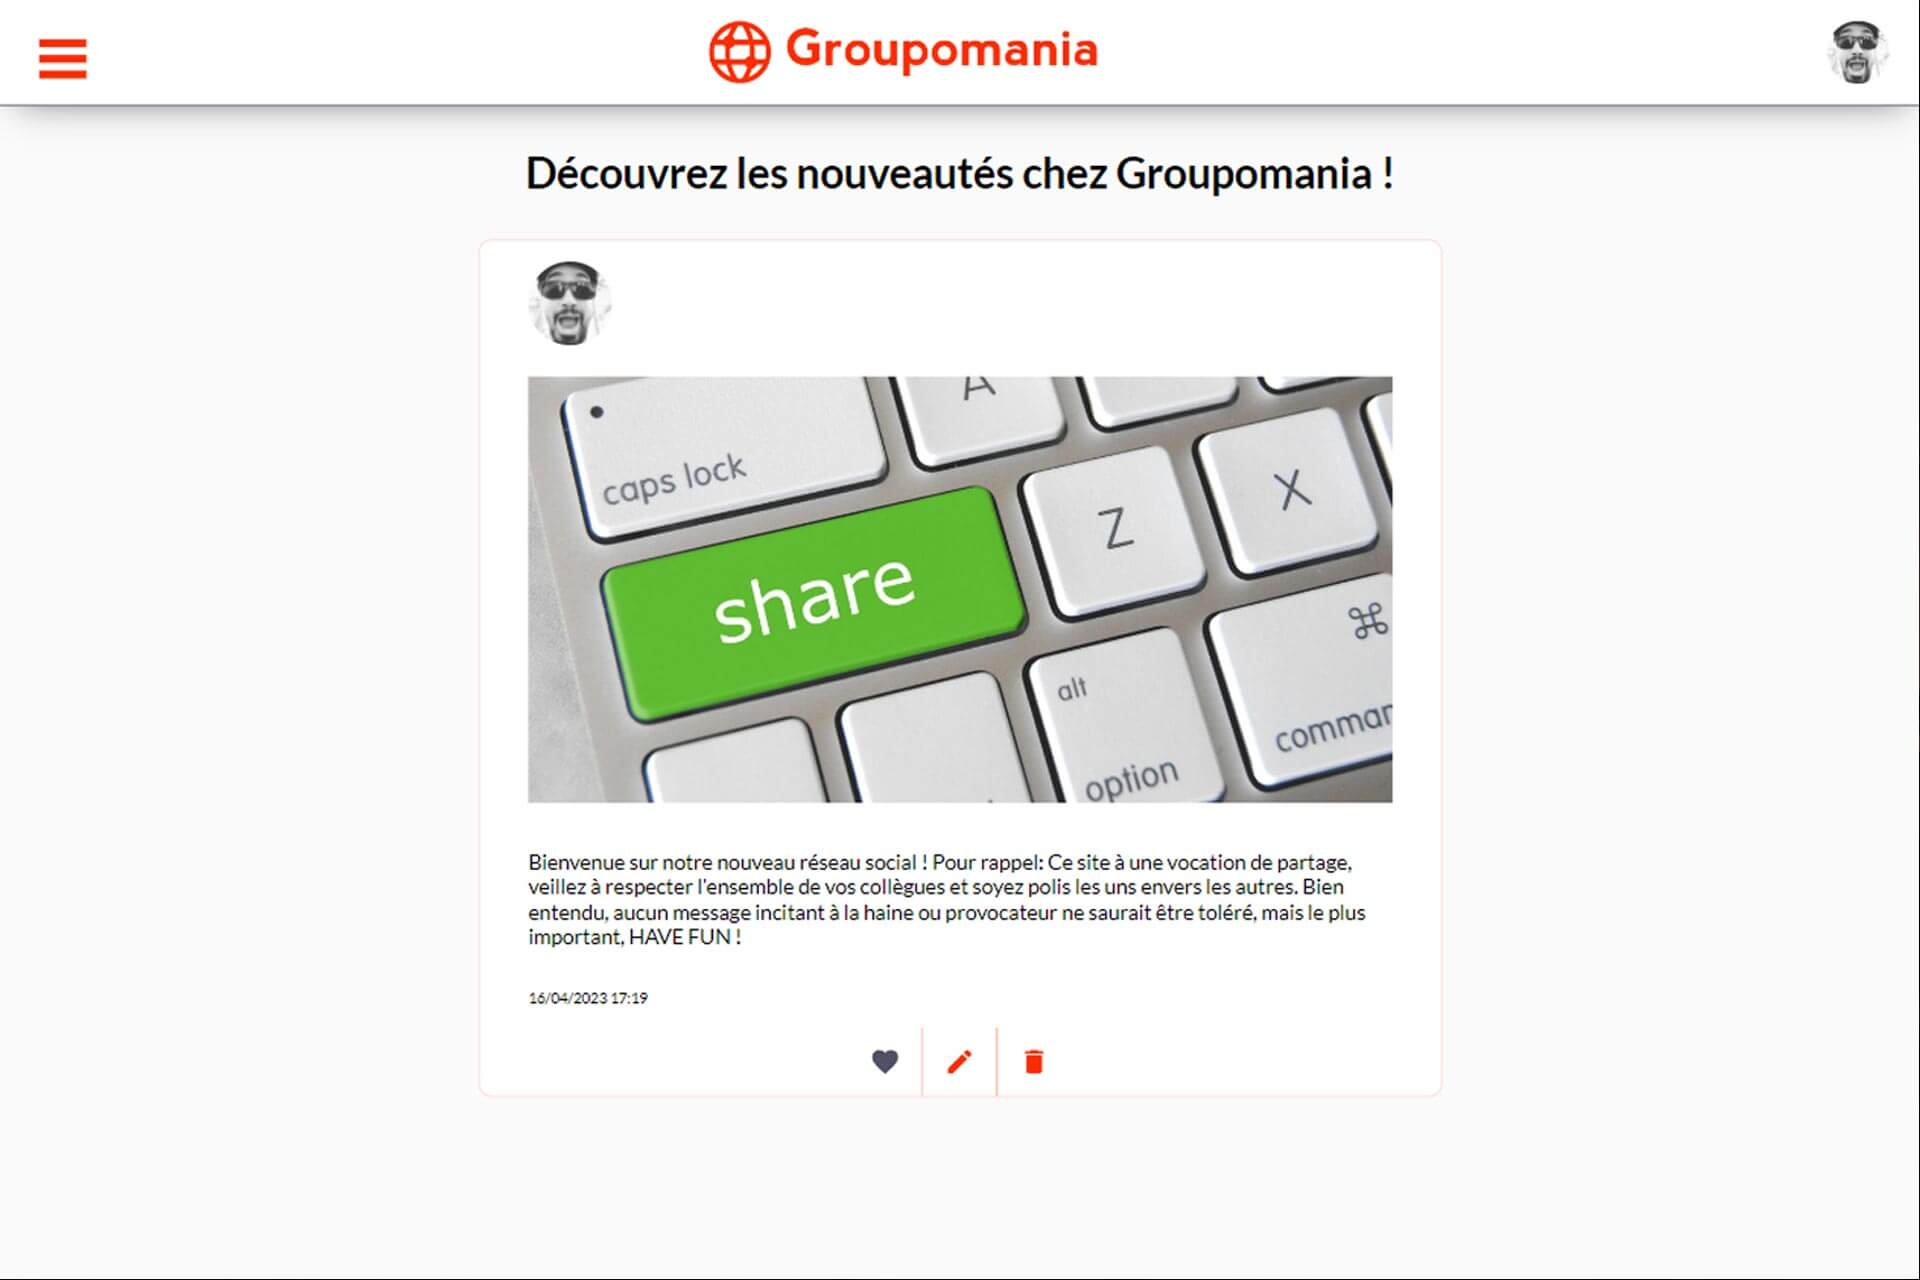 Groupomania
Découvrez les nouveautés chez Groupomania !
A
caps lock
Z
X
share
⌘
alt
option
comman
Bienvenue sur notre nouveau réseau social ! Pour rappel: Ce site à une vocation de partage,
veillez à respecter l'ensemble de vos collègues et soyez polis les uns envers les autres. Bien
entendu, aucun message incitant à la haine ou provocateur ne saurait être toléré, mais le plus
important, HAVE FUN !
16/04/2023 17:19